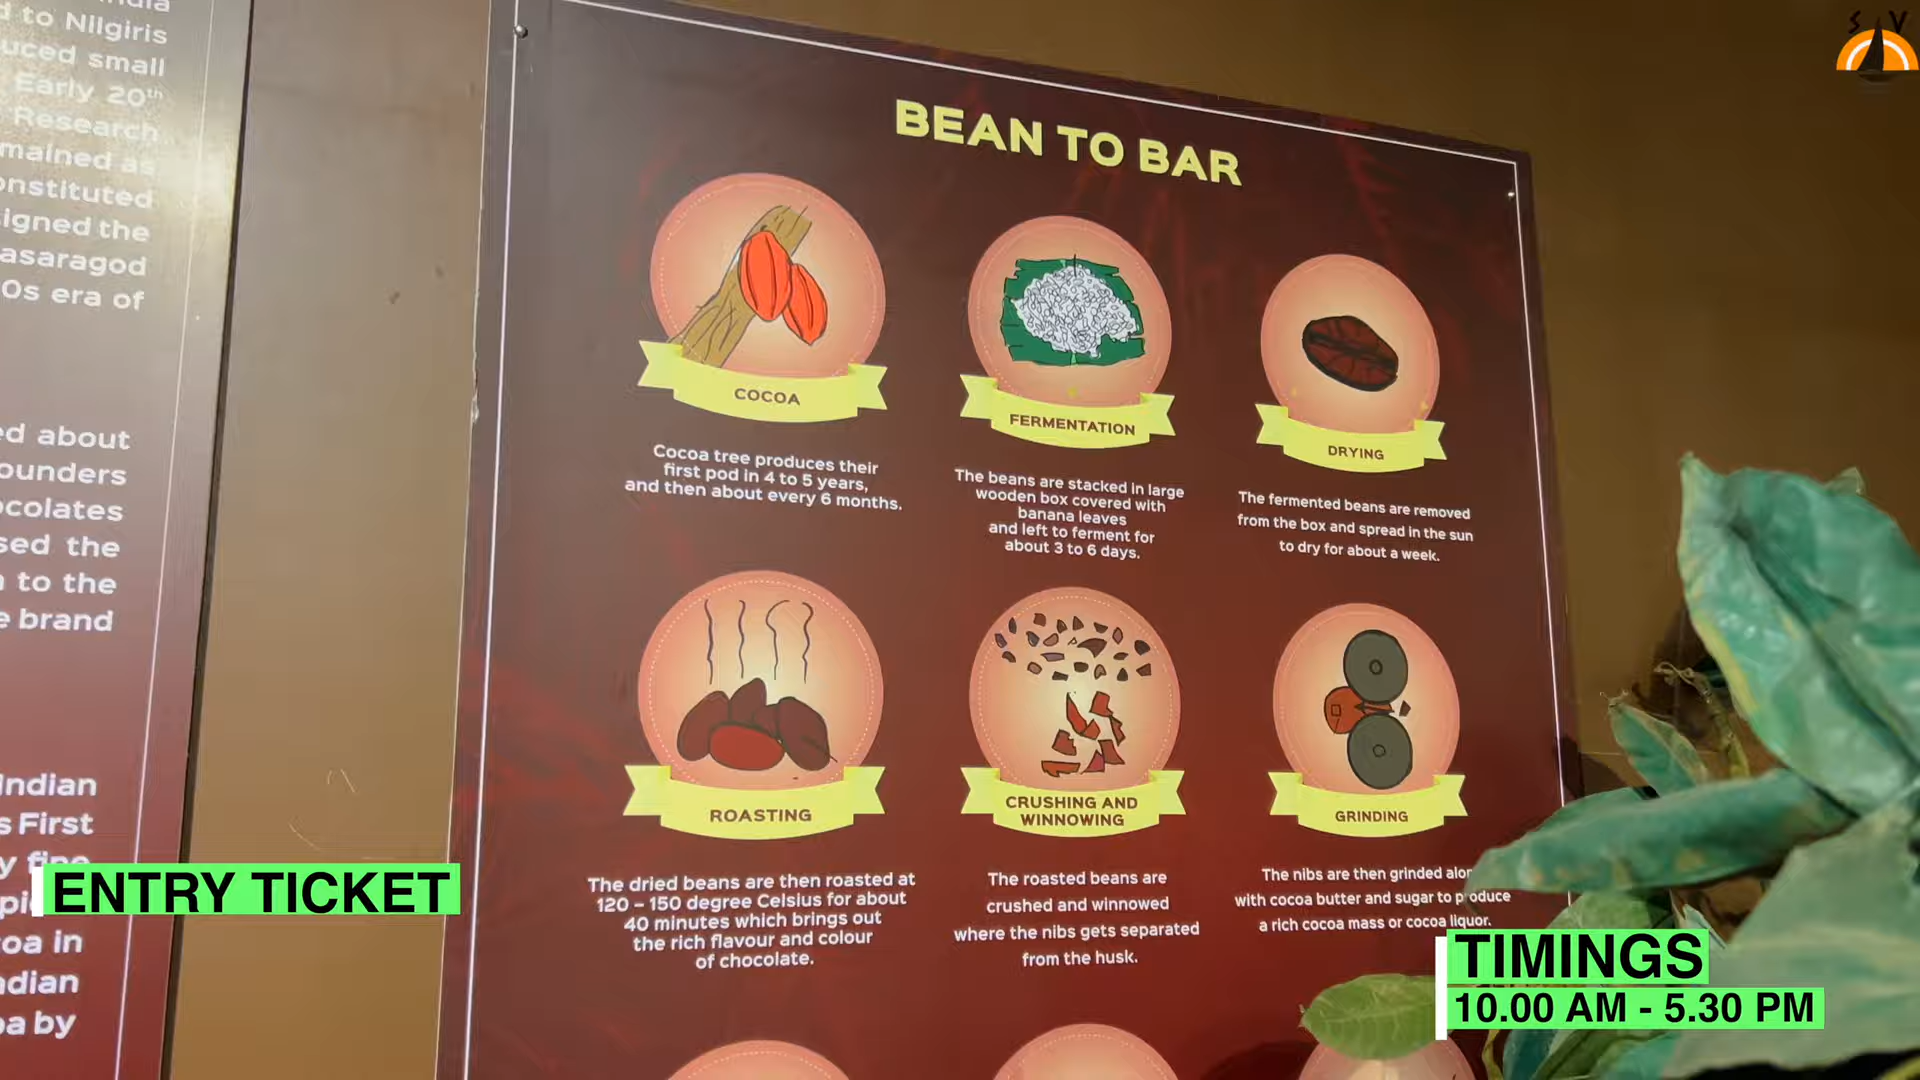 to NIlgiris
uced small
Early 20th
Research
mained as
onstituted
igned the
asaragod
0s era of
ed about
ounders
ocolates
sed the
to the
e brand
Indian
s First
y fine
oa in
ndian
oa by
BEAN TO BAR
COCOA
Cocoa tree produces their
first pod in 4 to 5 years,
and then about every 6 months.
FERMENTATION
The beans are stacked in large
wooden box covered with
banana leaves
and left to ferment for
about 3 to 6 days.
DRYING
The fermented beans are removed
from the box and spread in the sun
to dry for about a week.
ROASTING
The dried beans are then roasted at
120 – 150 degree Celsius for about
40 minutes which brings out
the rich flavour and colour
of chocolate.
CRUSHING AND
WINNOWING
The roasted beans are
crushed and winnowed
where the nibs gets separated
from the husk.
GRINDING
The nibs are then grinded alon
with cocoa butter and sugar to produce
a rich cocoa mass or cocoa liquor.
ENTRY TICKET
TIMINGS
10.00 AM - 5.30 PM
S V